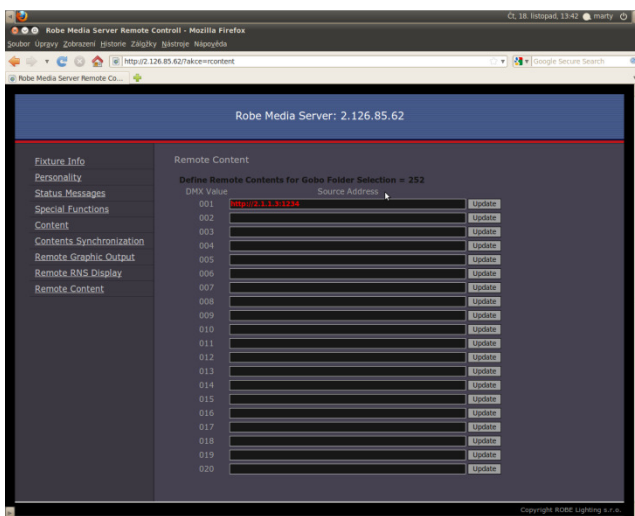 Čt, 18. listopad, 13:42 marty
Robe Media Server Remote Controll - Mozilla Firefox
Soubor Úpravy Zobrazení Historie Záložky Nástroje Nápověda
http://2.126.85.62/?akce=rcontent
Google Secure Search
Robe Media Server Remote Co...
Robe Media Server: 2.126.85.62
Fixture Info
Personality
Status Messages
Special Functions
Content
Contents Synchronization
Remote Graphic Output
Remote RNS Display
Remote Content
Remote Content
Define Remote Contents for Gobo Folder Selection = 252
DMX Value Source Address
001 http://2.1.1.3:1234 Update
002 Update
003 Update
004 Update
005 Update
006 Update
007 Update
008 Update
009 Update
010 Update
011 Update
012 Update
013 Update
014 Update
015 Update
016 Update
017 Update
018 Update
019 Update
020 Update
Copyright ROBE Lighting s.r.o.